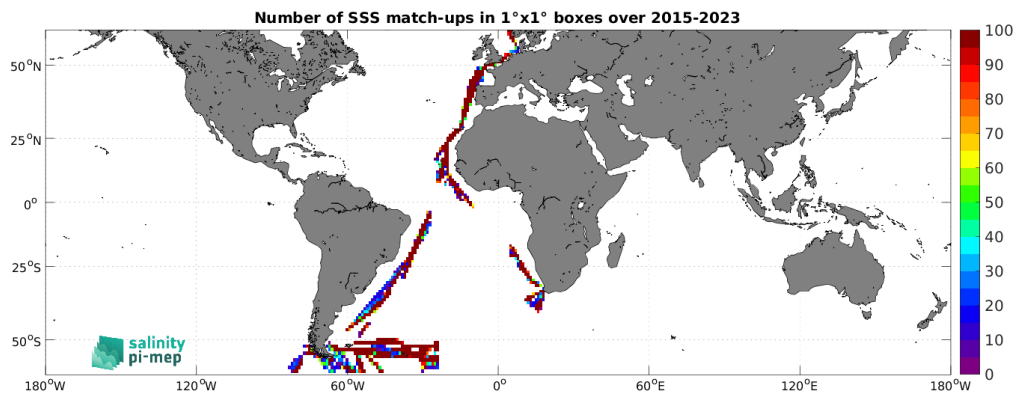 Number of SSS match-ups in 1°x1° boxes over 2015-2023
50°N
25°N
0°
25°S
50°S
180°W
120°W
60°W
0°
60°E
120°E
180°W
100
90
80
70
60
50
40
30
20
10
0
salinity
pi-mep